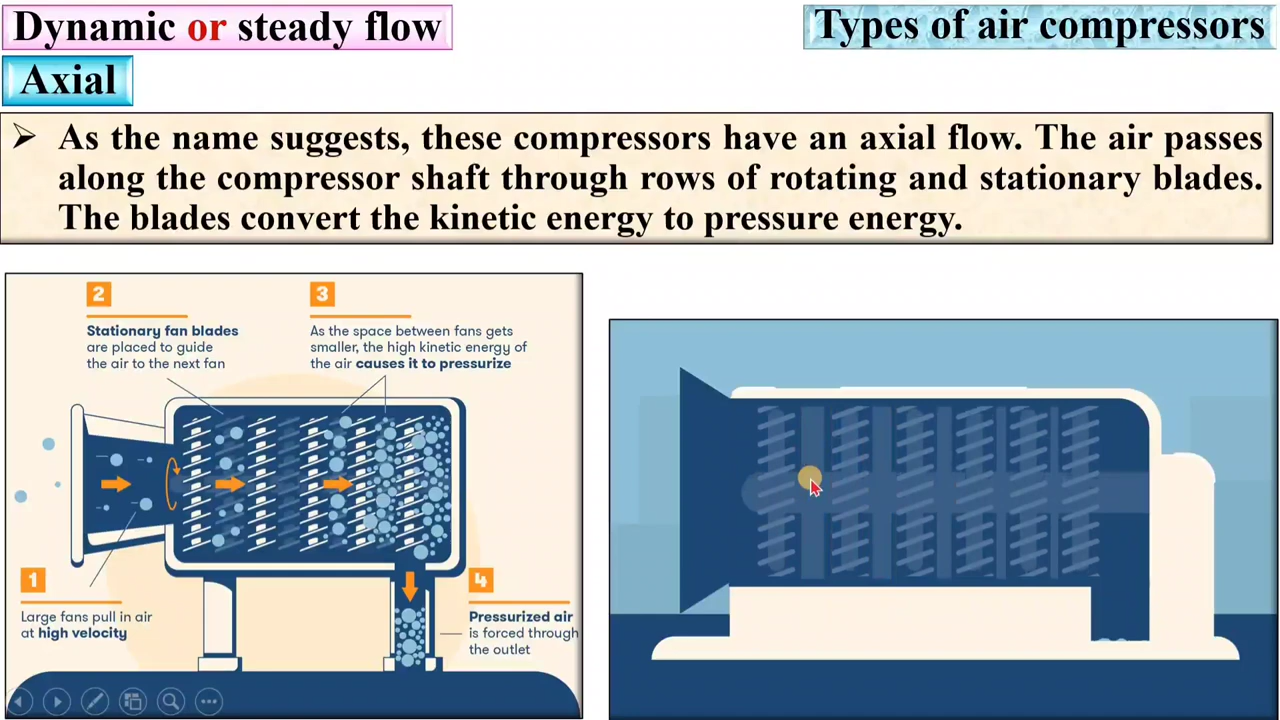 Dynamic or steady flow
Types of air compressors
Axial
➢ As the name suggests, these compressors have an axial flow. The air passes
along the compressor shaft through rows of rotating and stationary blades.
The blades convert the kinetic energy to pressure energy.
2
Stationary fan blades
are placed to guide
the air to the next fan
3
As the space between fans gets
smaller, the high kinetic energy of
the air causes it to pressurize
1
Large fans pull in air
at high velocity
4
Pressurized air
is forced through
the outlet